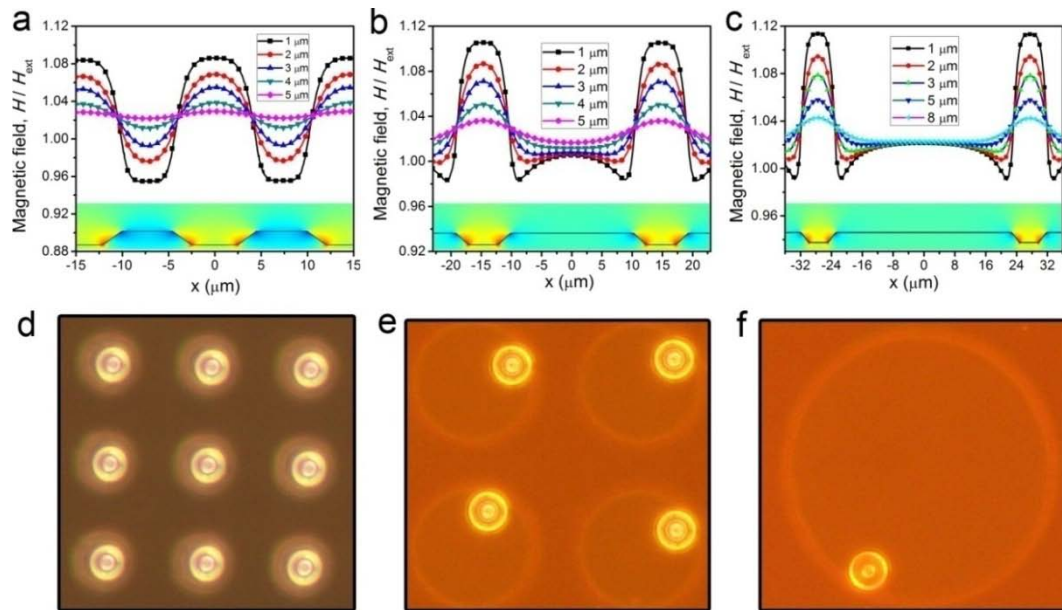 a
b
c
Magnetic field, H / Hext
1.12
1.08
1.04
1.00
0.96
0.92
0.88
1 μm
2 μm
3 μm
4 μm
5 μm
-15
-10
-5
0
5
10
15
x (μm)
Magnetic field, H / Hext
1.12
1.08
1.04
1.00
0.96
0.92
1 μm
2 μm
3 μm
4 μm
5 μm
-20
-15
-10
-5
0
5
10
15
20
x (μm)
Magnetic field, H / Hext
1.12
1.08
1.04
1.00
0.96
1 μm
2 μm
3 μm
5 μm
8 μm
-32
-24
-16
-8
0
8
16
24
32
x (μm)
d
e
f